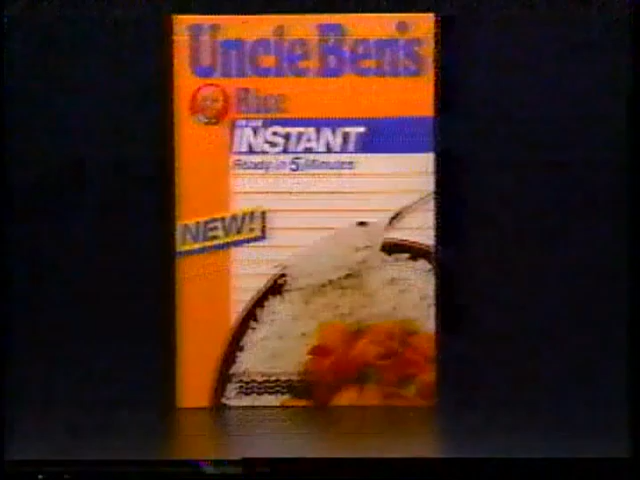 Uncle Ben's
Rice
INSTANT
Ready in 5 Minutes
NEW!